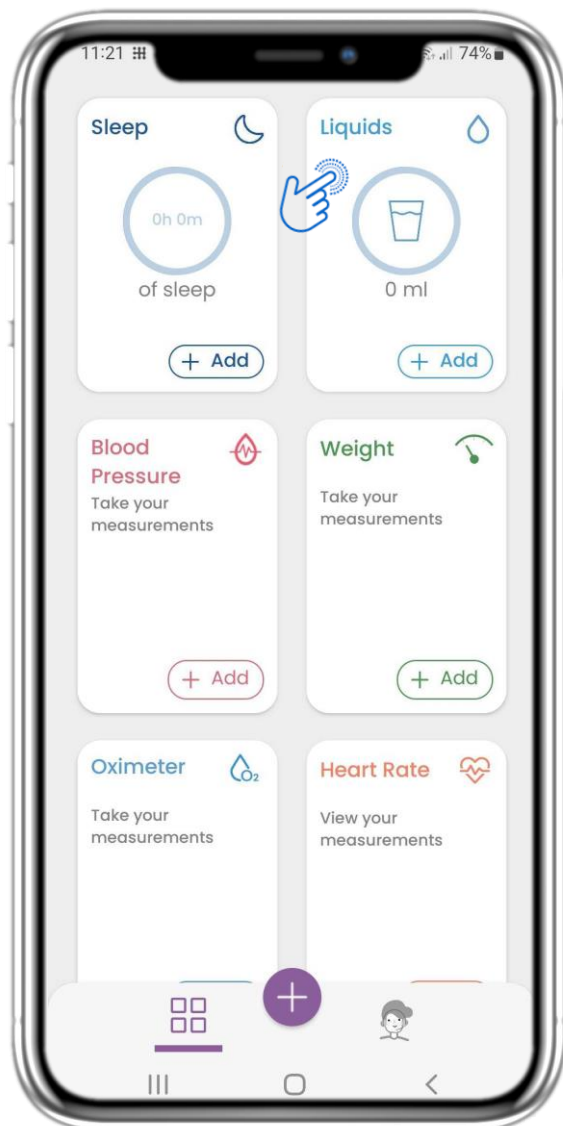 11:21 74%
Sleep
0h 0m
of sleep
+ Add
Liquids
0 ml
+ Add
Blood
Pressure
Take your
measurements
+ Add
Weight
Take your
measurements
+ Add
Oximeter
O2
Take your
measurements
Heart Rate
View your
measurements